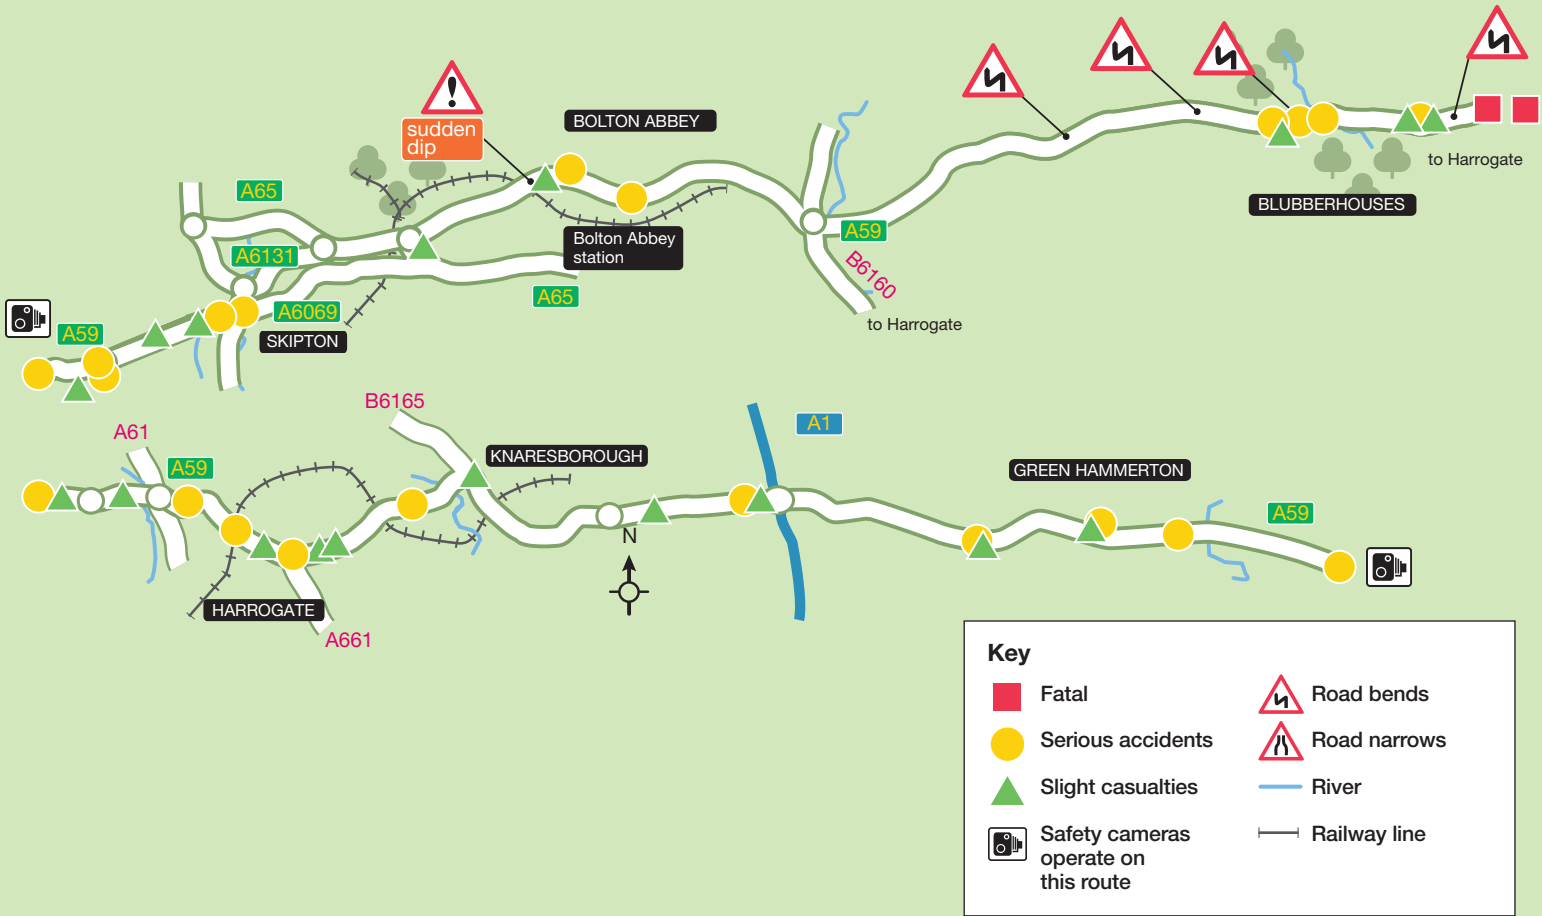 sudden
dip
BOLTON ABBEY
to Harrogate
BLUBBERHOUSES
A65
A6131
Bolton Abbey
station
A59
B6160
to Harrogate
A65
A6069
SKIPTON
A59
B6165
A61
A59
KNARESBOROUGH
A1
GREEN HAMMERTON
A59
N
HARROGATE
A661
Key
Fatal
Road bends
Serious accidents
Road narrows
Slight casualties
River
Safety cameras
operate on
this route
Railway line